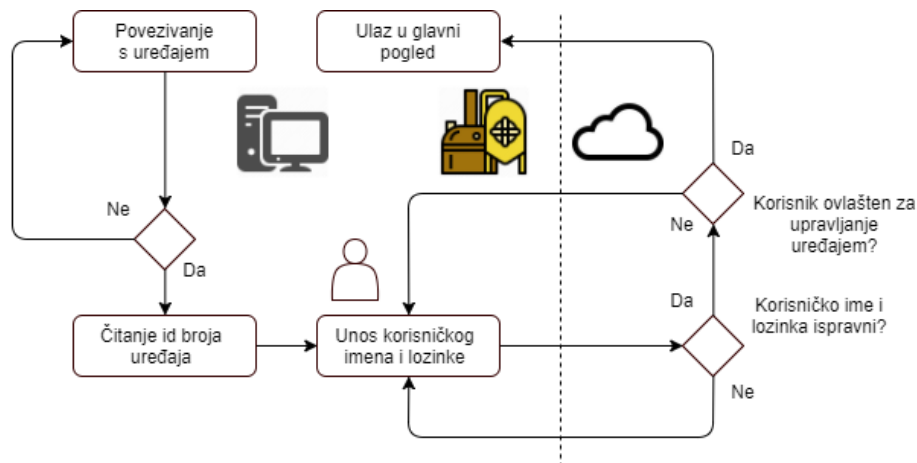 Povezivanje
s uređajem
Ulaz u glavni
pogled
Da
Ne
Korisnik ovlašten za
upravljanje
uređajem?
Ne
Da
Da
Korisničko ime i
lozinka ispravni?
Čitanje id broja
uređaja
Unos korisničkog
imena i lozinke
Ne